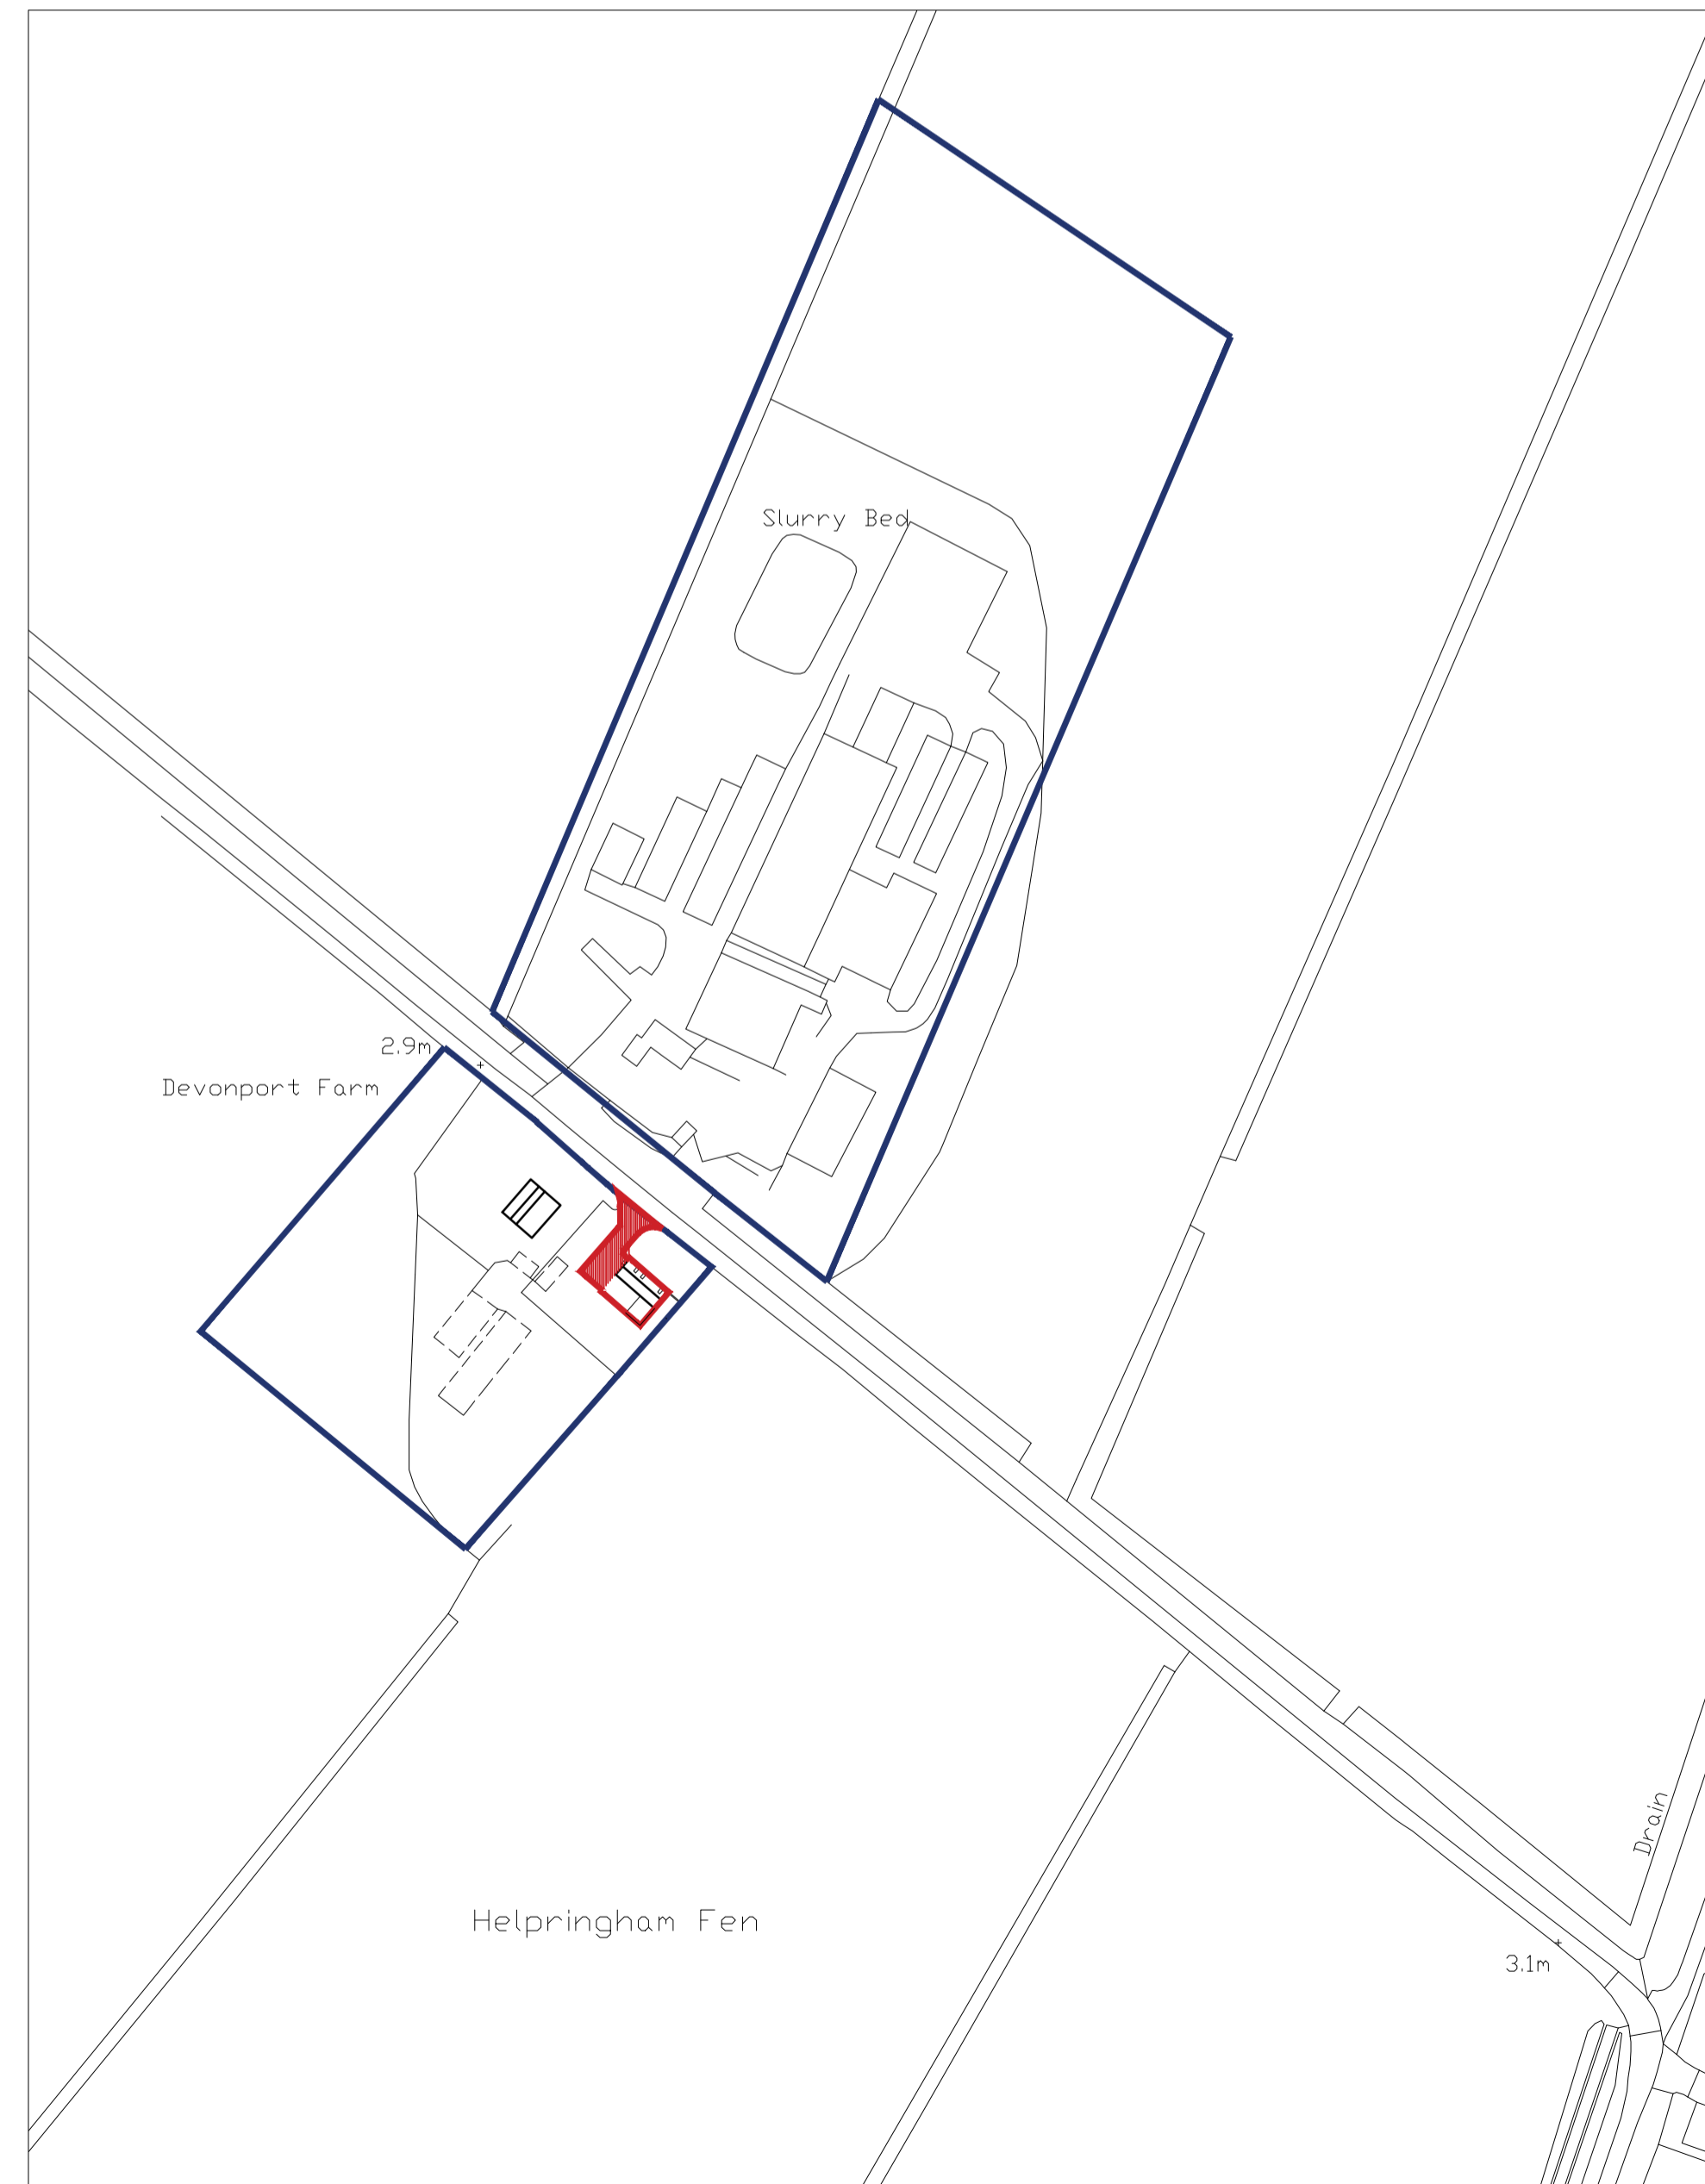 Slurry Bed
2.9m
Devonport Farm
Drain
Helpringham Fen
3.1m